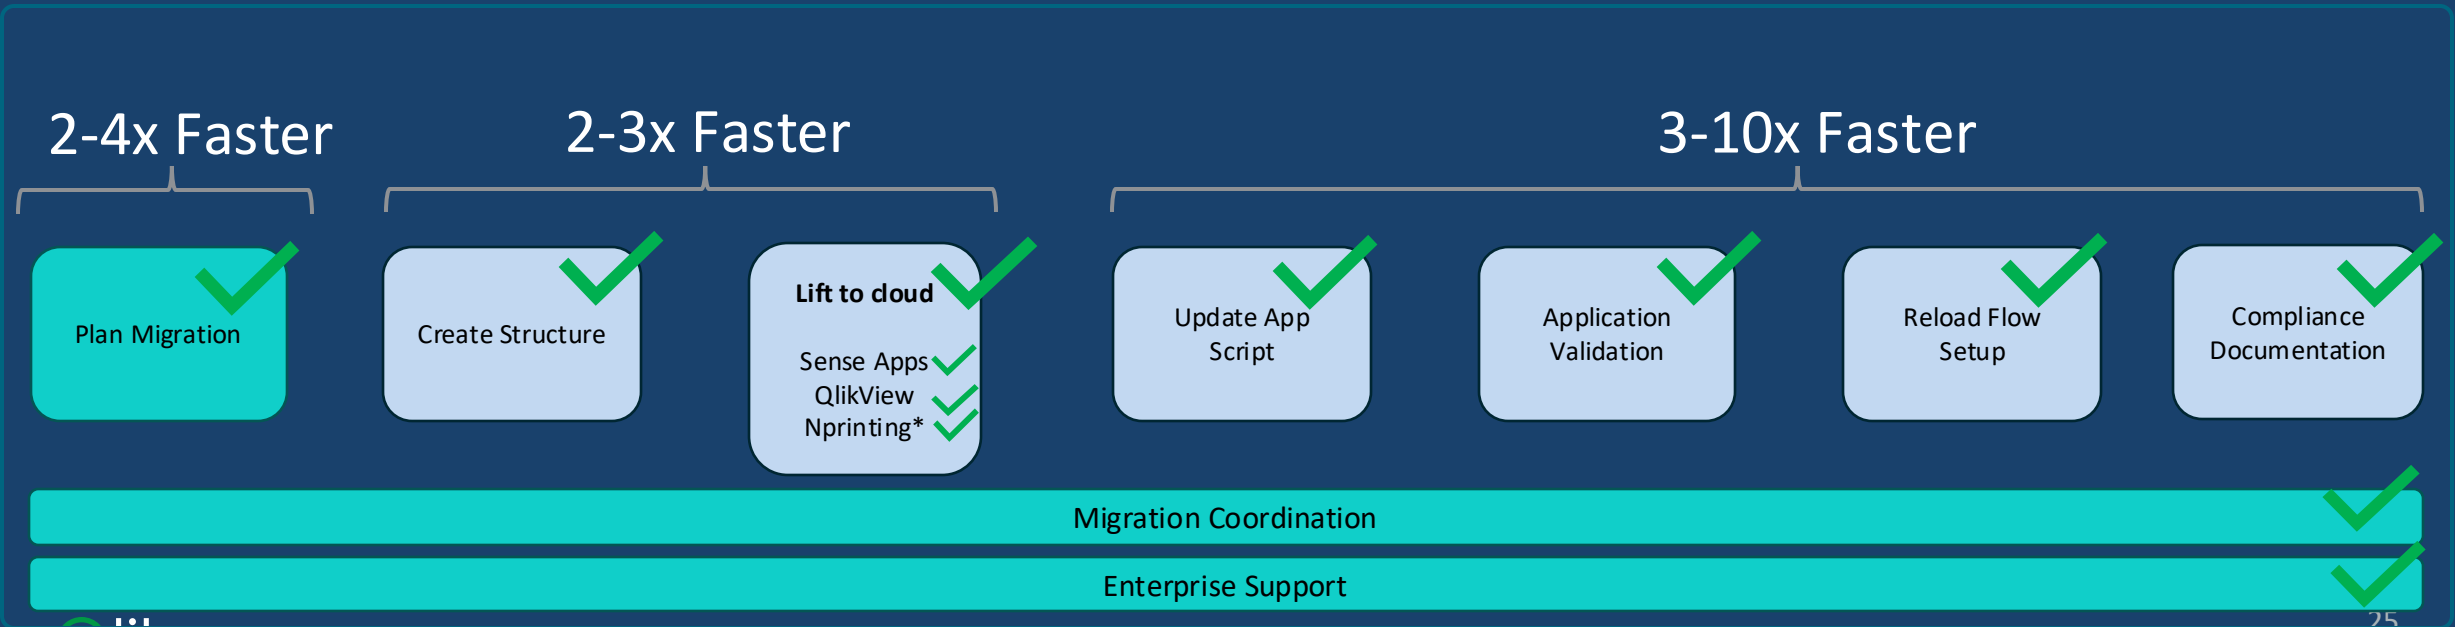 2-4x Faster
2-3x Faster
3-10x Faster
Plan Migration
Create Structure
Lift to cloud
Sense Apps
QlikView
Nprinting*
Update App
Script
Application
Validation
Reload Flow
Setup
Compliance
Documentation
Migration Coordination
Enterprise Support
25